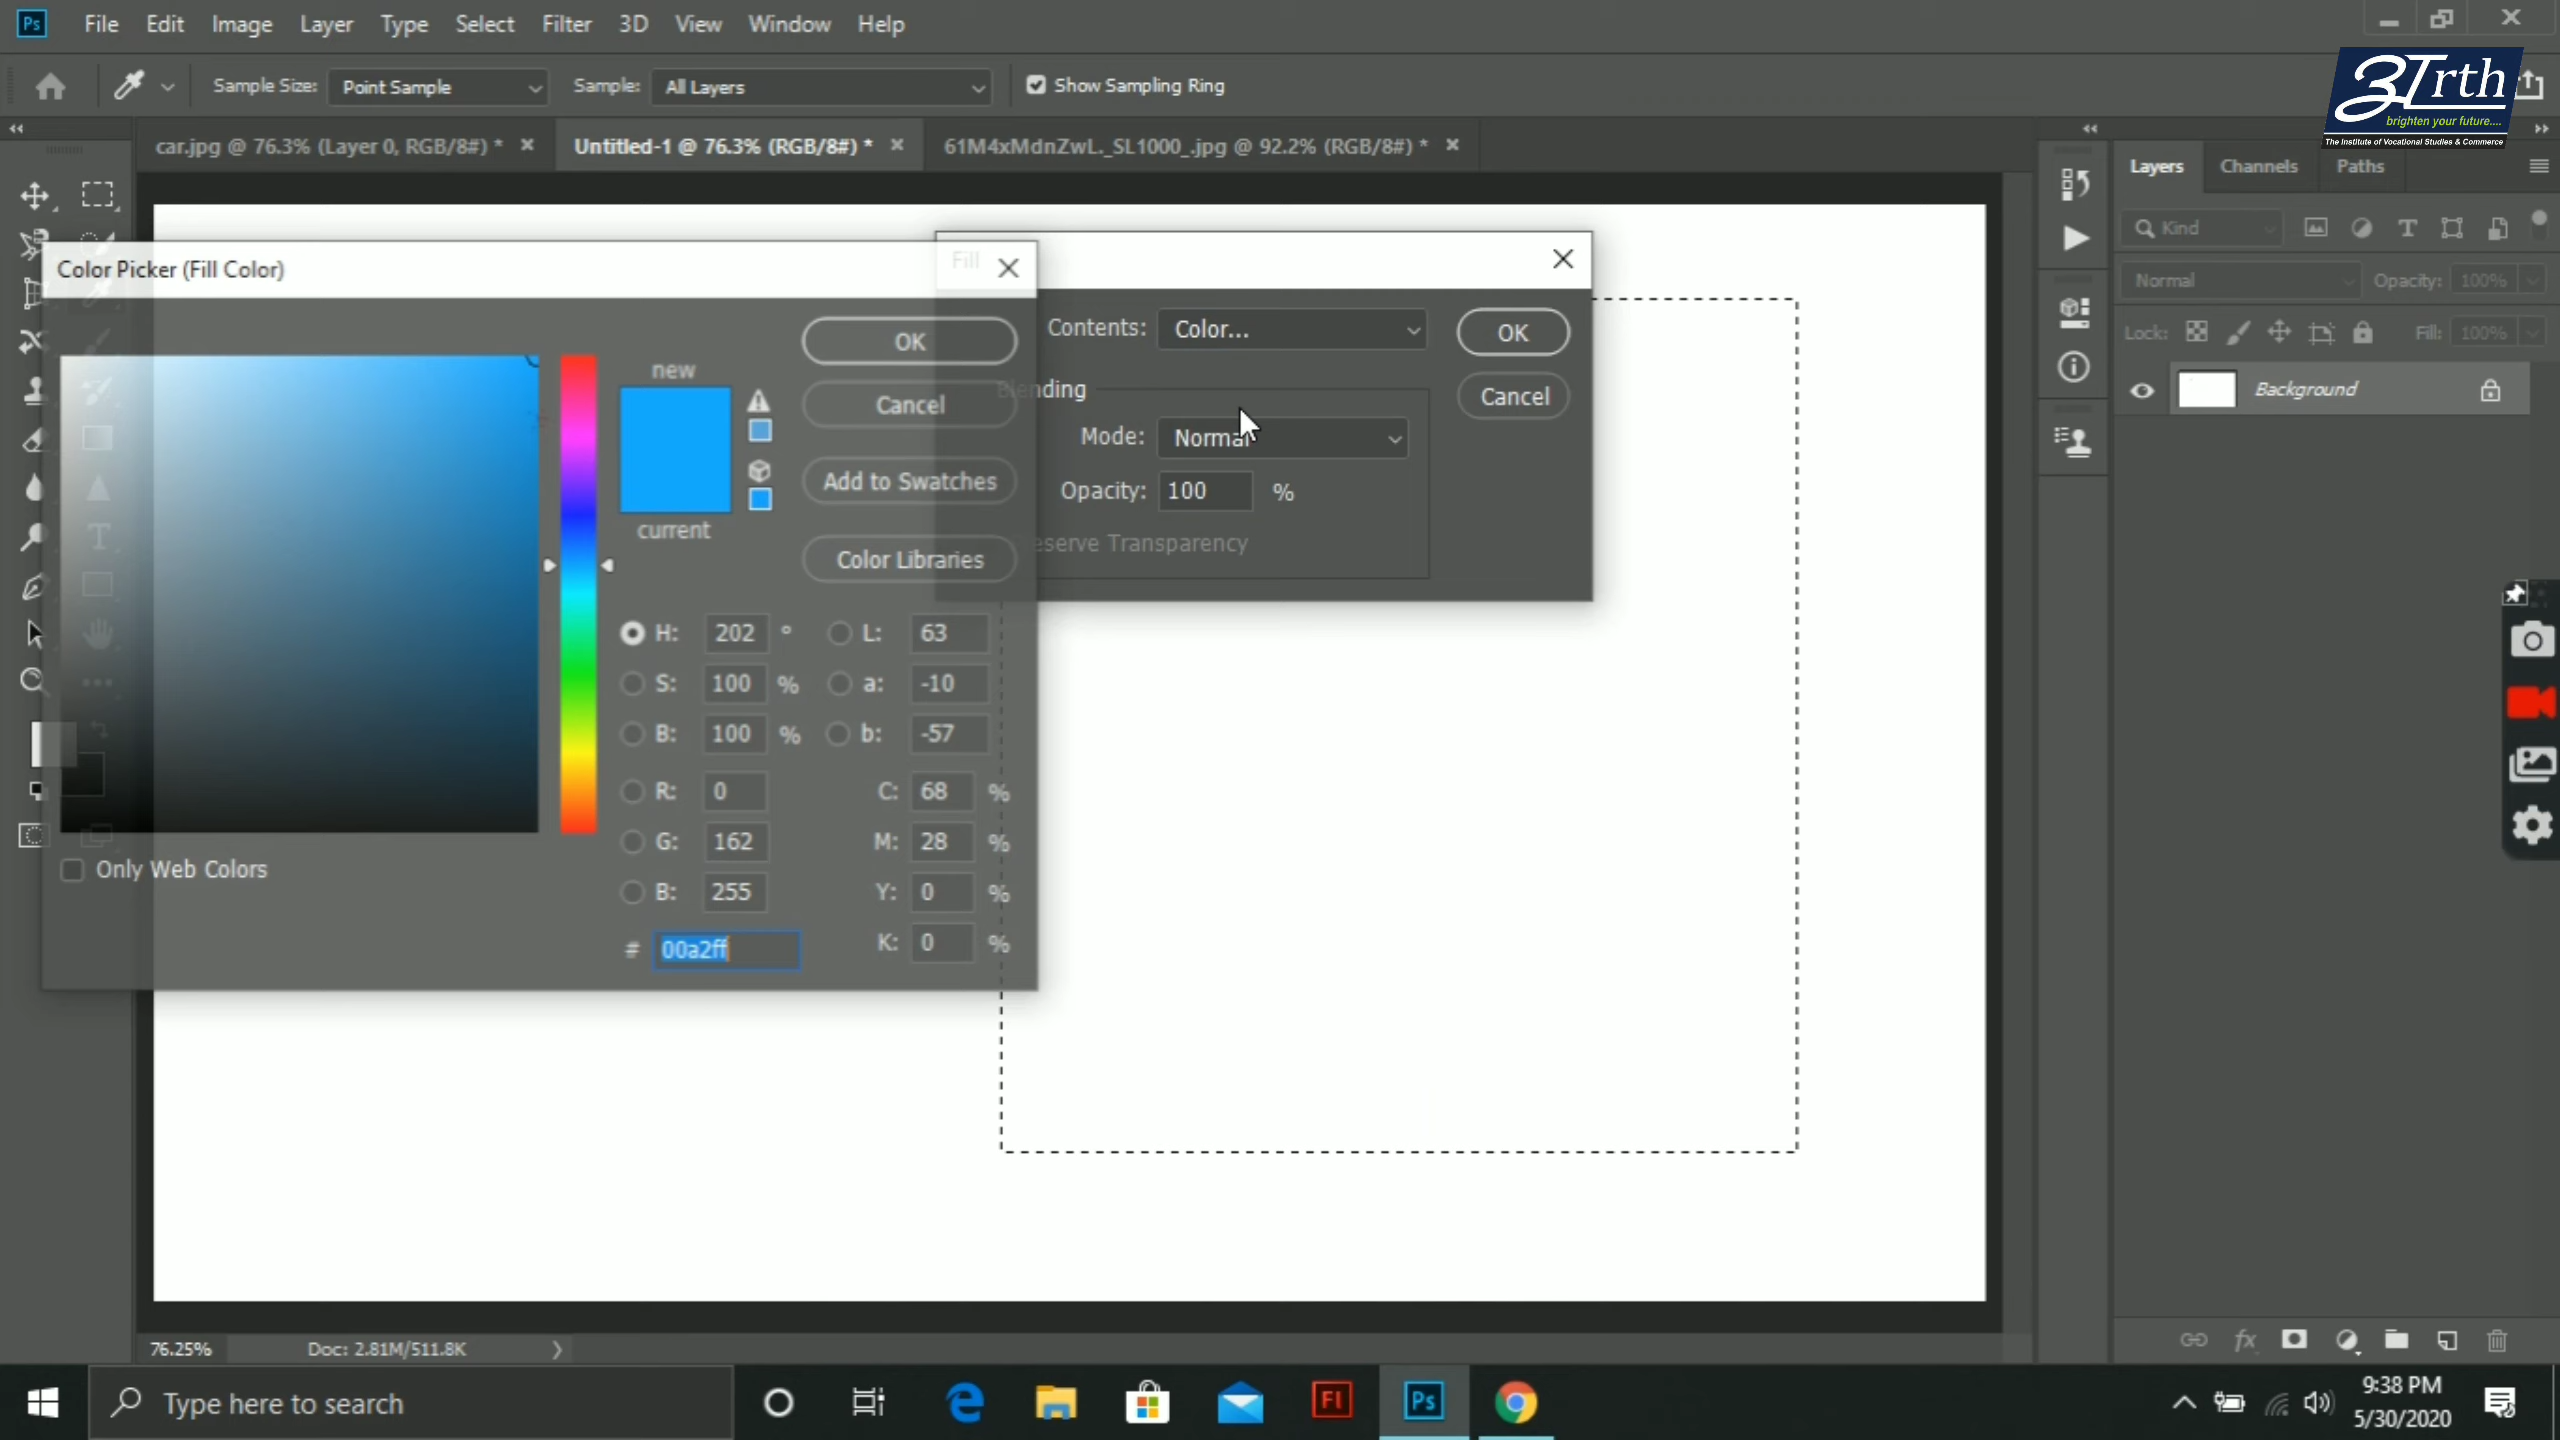 Ps File Edit Image Layer Type Select Filter 3D View Window Help
3Trth
brighten your future....
The Institute of Vocational Studies & Commerce
Sample Size: Point Sample Sample: All Layers Show Sampling Ring
car.jpg @ 76.3% (Layer 0, RGB/8#) * Untitled-1 @ 76.3% (RGB/8#) * 61M4xMdnZwL._SL1000_.jpg @ 92.2% (RGB/8#) *
Color Picker (Fill Color)
new
current
OK
Cancel
Add to Swatches
Color Libraries
H: 202 ° L: 63
S: 100 % a: -10
B: 100 % b: -57
R: 0 C: 68 %
G: 162 M: 28 %
B: 255 Y: 0 %
# 00a2ff K: 0 %
Only Web Colors
Fill
Contents: Color... OK
Blending Cancel
Mode: Normal
Opacity: 100 %
eserve Transparency
Layers Channels Paths
Kind T
Normal Opacity: 100%
Lock: Fill: 100%
Background
fx
76.25% Doc: 2.81M/511.8K
Type here to search
Fl Ps
9:38 PM
5/30/2020